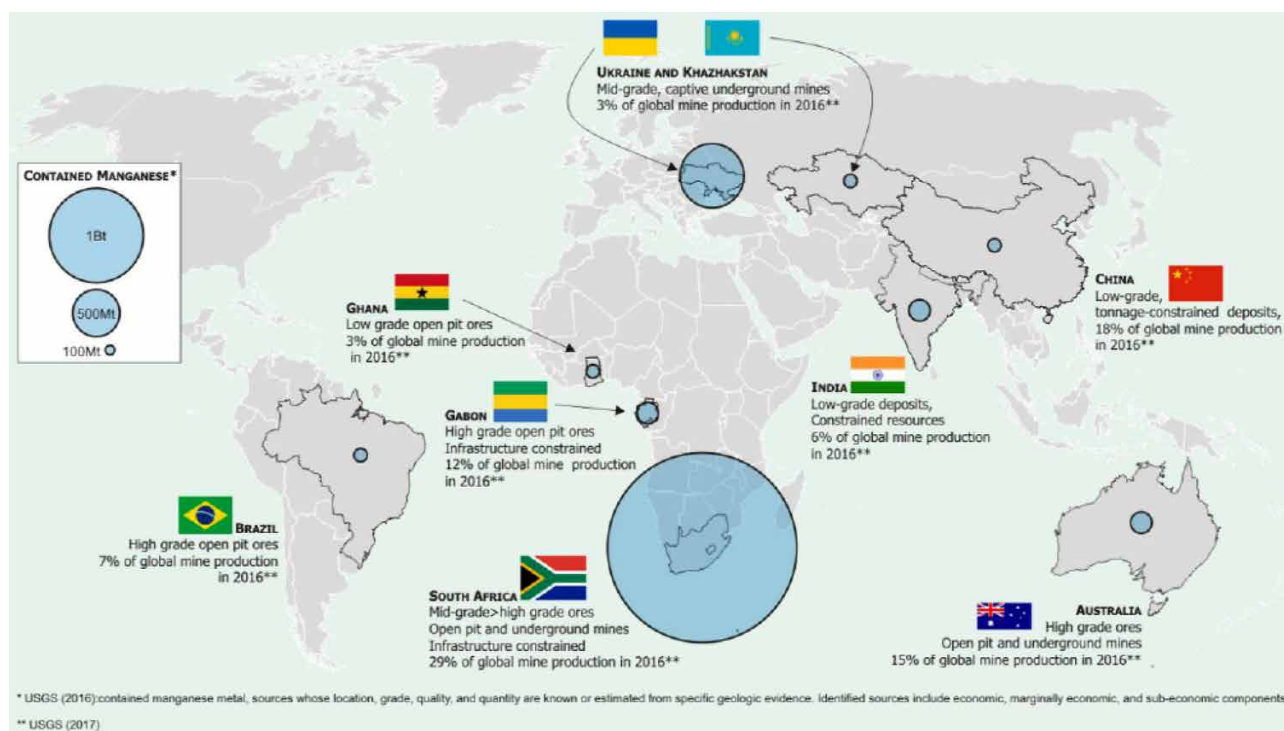 UKRAINE AND KHAZHAKSTAN
Mid-grade, captive underground mines
3% of global mine production in 2016**
CONTAINED MANGANESE*
1Bt
500Mt
100Mt
GHANA
Low grade open pit ores
3% of global mine production
in 2016**
CHINA
Low-grade,
tonnage-constrained deposits,
18% of global mine production
in 2016**
GABON
High grade open pit ores
Infrastructure constrained
12% of global mine production
in 2016**
INDIA
Low-grade deposits,
Constrained resources
6% of global mine production
in 2016**
BRAZIL
High grade open pit ores
7% of global mine production
in 2016**
SOUTH AFRICA
Mid-grade>high grade ores
Open pit and underground mines
Infrastructure constrained
29% of global mine production in 2016**
AUSTRALIA
High grade ores
Open pit and underground mines
15% of global mine production in 2016**
* USGS (2016):contained manganese metal, sources whose location, grade, quality, and quantity are known or estimated from specific geologic evidence. Identified sources include economic, marginally economic, and sub-economic components
** USGS (2017)